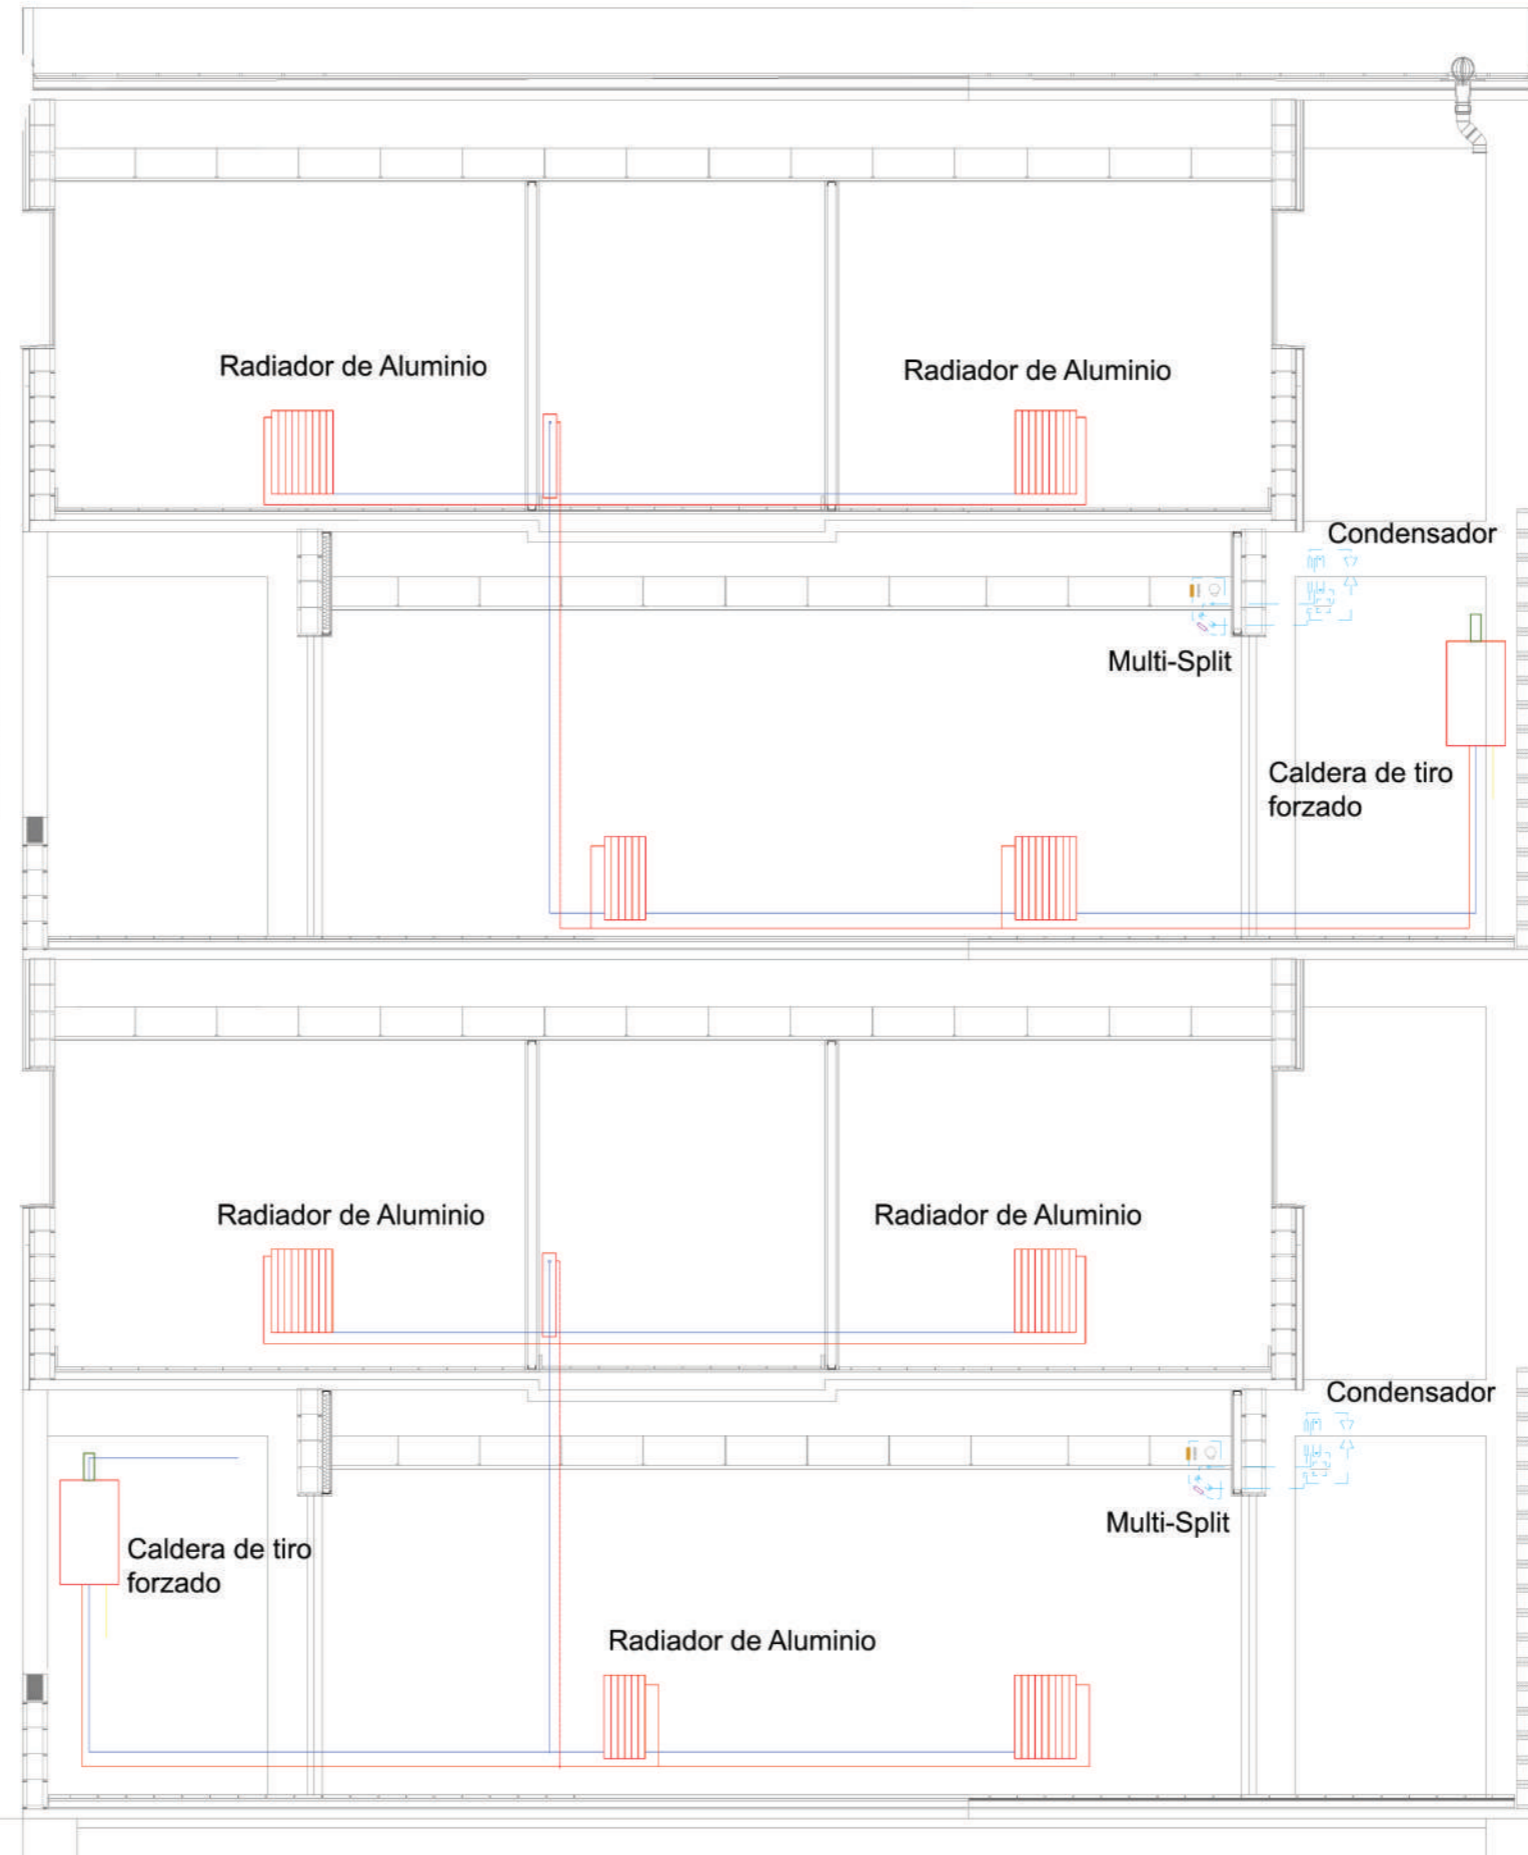 Radiador de Aluminio
Radiador de Aluminio
Condensador
Multi-Split
Caldera de tiro
forzado
Radiador de Aluminio
Radiador de Aluminio
Condensador
Multi-Split
Caldera de tiro
forzado
Radiador de Aluminio